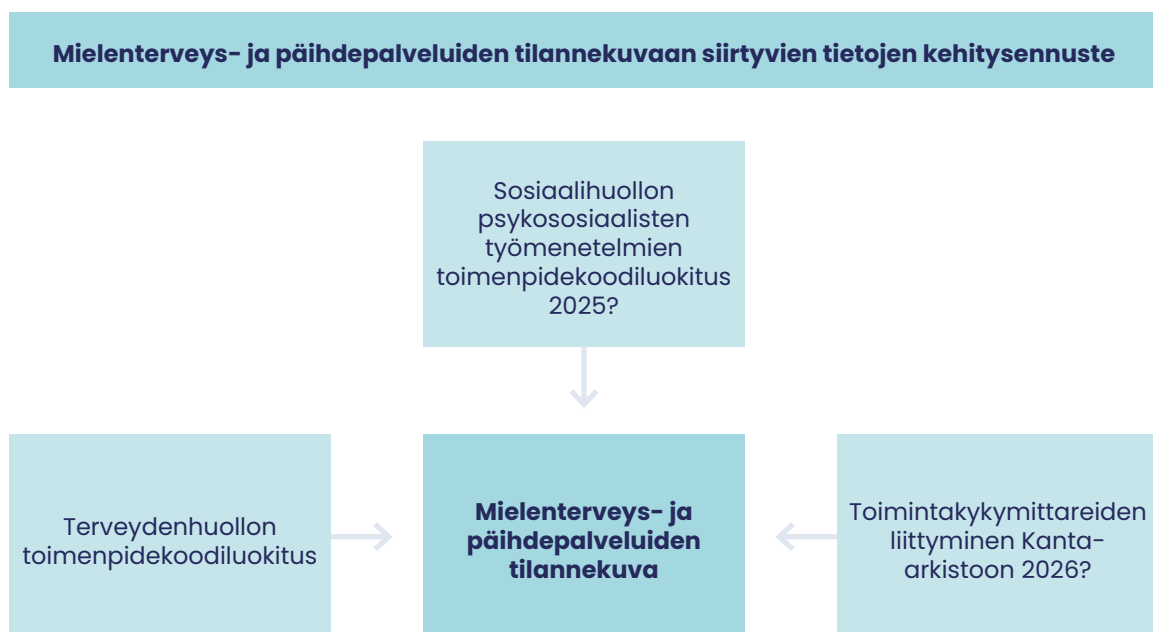 Mielenterveys- ja päihdepalveluiden tilannekuvaan siirtyvien tietojen kehitysennuste
Sosiaalihuollon
psykososiaalisten
työmenetelmien
toimenpidekoodiluokitus
2025?
Terveydenhuollon
toimenpidekoodiluokitus
Mielenterveys- ja
päihdepalveluiden
tilannekuva
Toimintakykymittareiden
liittyminen Kanta-
arkistoon 2026?